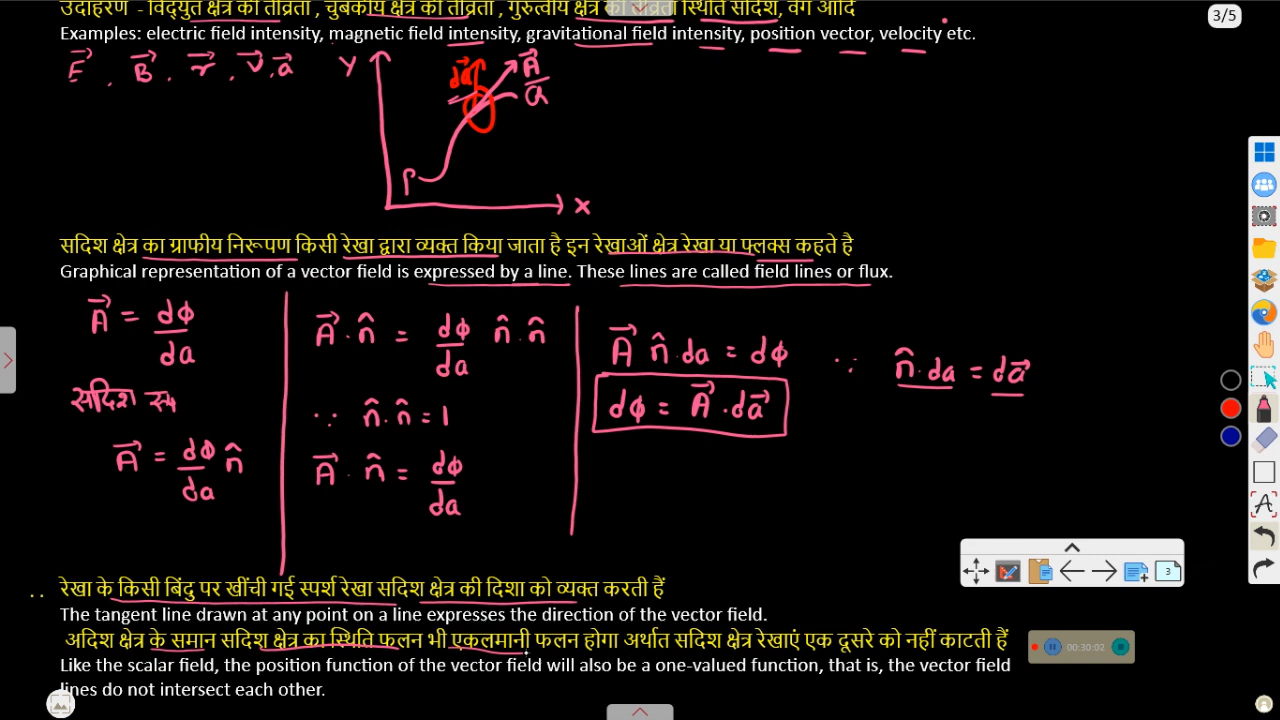 उदाहरण - विद्युत क्षेत्र की तीव्रता , चुंबकीय क्षेत्र की तीव्रता , गुरुत्वीय क्षेत्र की तीव्रता स्थिति सदिश, वेग आदि
3/5
Examples: electric field intensity, magnetic field intensity, gravitational field intensity, position vector, velocity etc.
E⃗ , B⃗ , r⃗ , v⃗ , a⃗
Y
da⃗
A⃗
a
P
X
सदिश क्षेत्र का ग्राफीय निरूपण किसी रेखा द्वारा व्यक्त किया जाता है इन रेखाओं क्षेत्र रेखा या फ्लक्स कहते है
Graphical representation of a vector field is expressed by a line. These lines are called field lines or flux.
A⃗ = dϕ/da
सदिश रूप
A⃗ = dϕ/da n̂
A⃗ . n̂ = dϕ/da n̂ . n̂
∵ n̂ . n̂ = 1
A⃗ . n̂ = dϕ/da
A⃗ n̂ . da = dϕ ∵ n̂ . da = da⃗
dϕ = A⃗ . da⃗
3
.. रेखा के किसी बिंदु पर खींची गई स्पर्श रेखा सदिश क्षेत्र की दिशा को व्यक्त करती हैं
The tangent line drawn at any point on a line expresses the direction of the vector field.
अदिश क्षेत्र के समान सदिश क्षेत्र का स्थिति फलन भी एकलमानी फलन होगा अर्थात सदिश क्षेत्र रेखाएं एक दूसरे को नहीं काटती हैं
00:30:02
Like the scalar field, the position function of the vector field will also be a one-valued function, that is, the vector field
lines do not intersect each other.